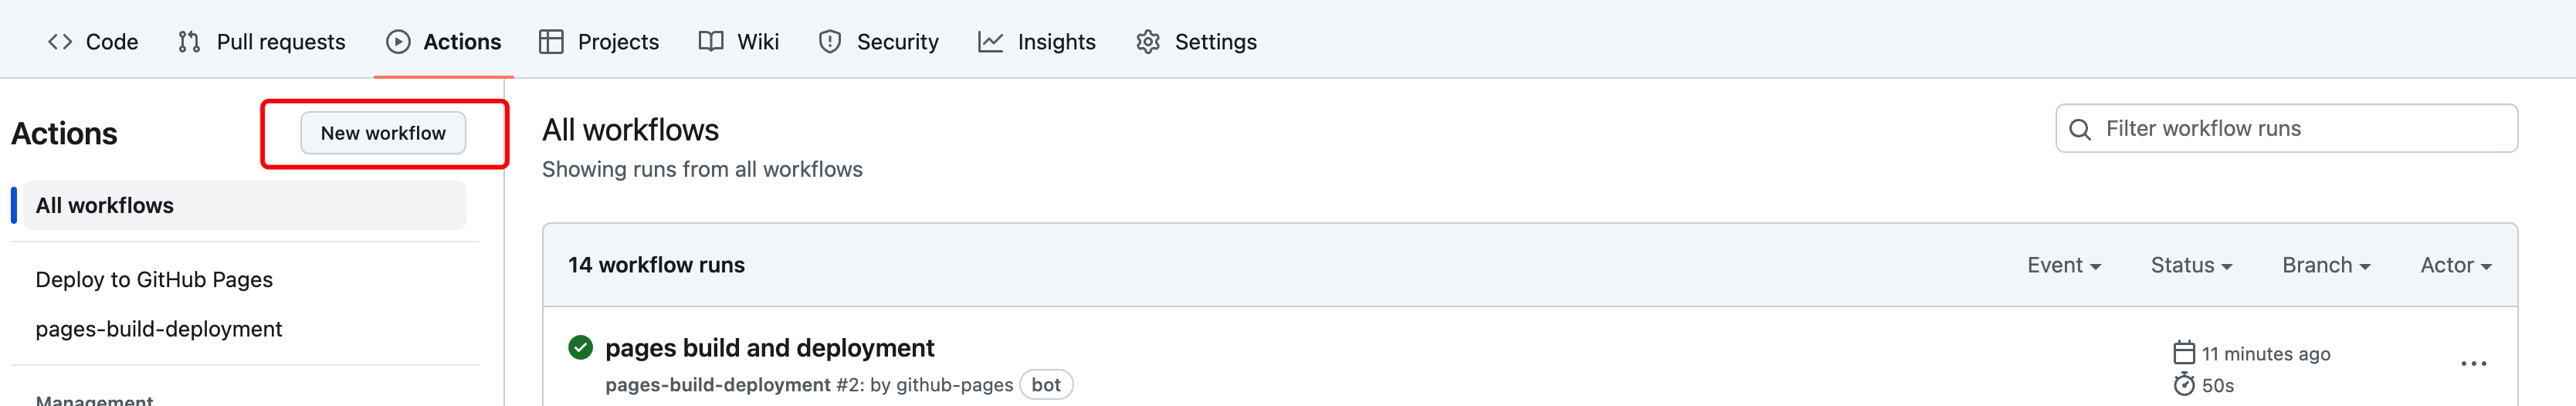 Code Pull requests Actions Projects Wiki Security Insights Settings
Actions
New workflow
All workflows
Deploy to GitHub Pages
pages-build-deployment
Management
All workflows
Showing runs from all workflows
Filter workflow runs
14 workflow runs
Event Status Branch Actor
pages build and deployment
pages-build-deployment #2: by github-pages bot
11 minutes ago
50s